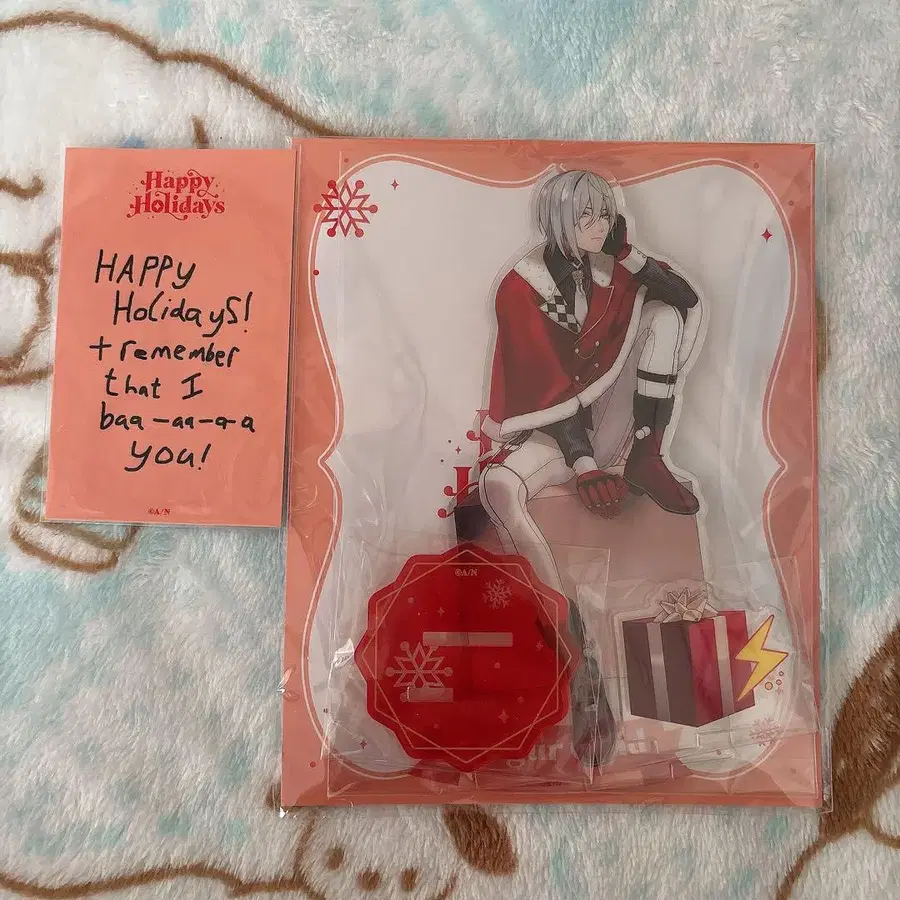 Happy
Holidays
HAPPY
HolidayS!
+ remember
that I
baa-aa-a-a
YOU!
©A/N
©A/N